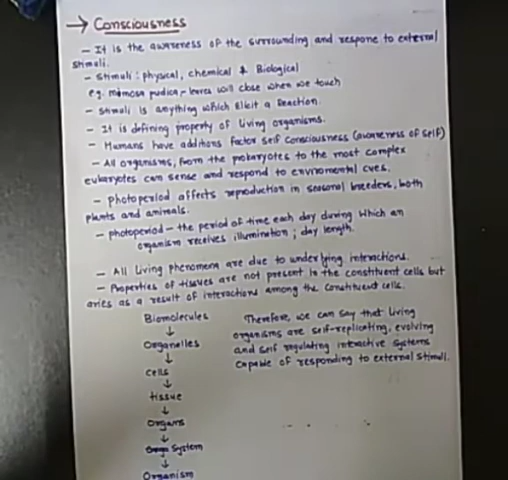 → Consciousness
- It is the awareness of the surrounding and respone to external
stimuli.
- Stimuli : physical, chemical & Biological
e.g. mimosa pudica,- leaves will close when we touch
- Stimuli is anything which Elicit a Reaction.
- It is defining property of living organisms.
- Humans have additions factor self consciousness (awareness of self)
- All organisms, from the prokaryotes to the most complex
eukaryotes can sense and respond to enviromental cues.
- photoperiod affects reproduction in seasonal breeders, both
plants and animals.
- photoperiod - the period of time each day during which an
organism receives illumination ; day length.
- All Living phenomena are due to underlying interactions.
- Properties of tissues are not present in the constituent cells but
aries as a result of interactions among the constituent cells.
Biomolecules
↓
Organelles
↓
cells
↓
tissue
↓
organs
↓
System
↓
Organism
Therefore, we can say that living
organisms are self-replicating, evolving
and self regulating interactive systems
capable of responding to external stimuli.